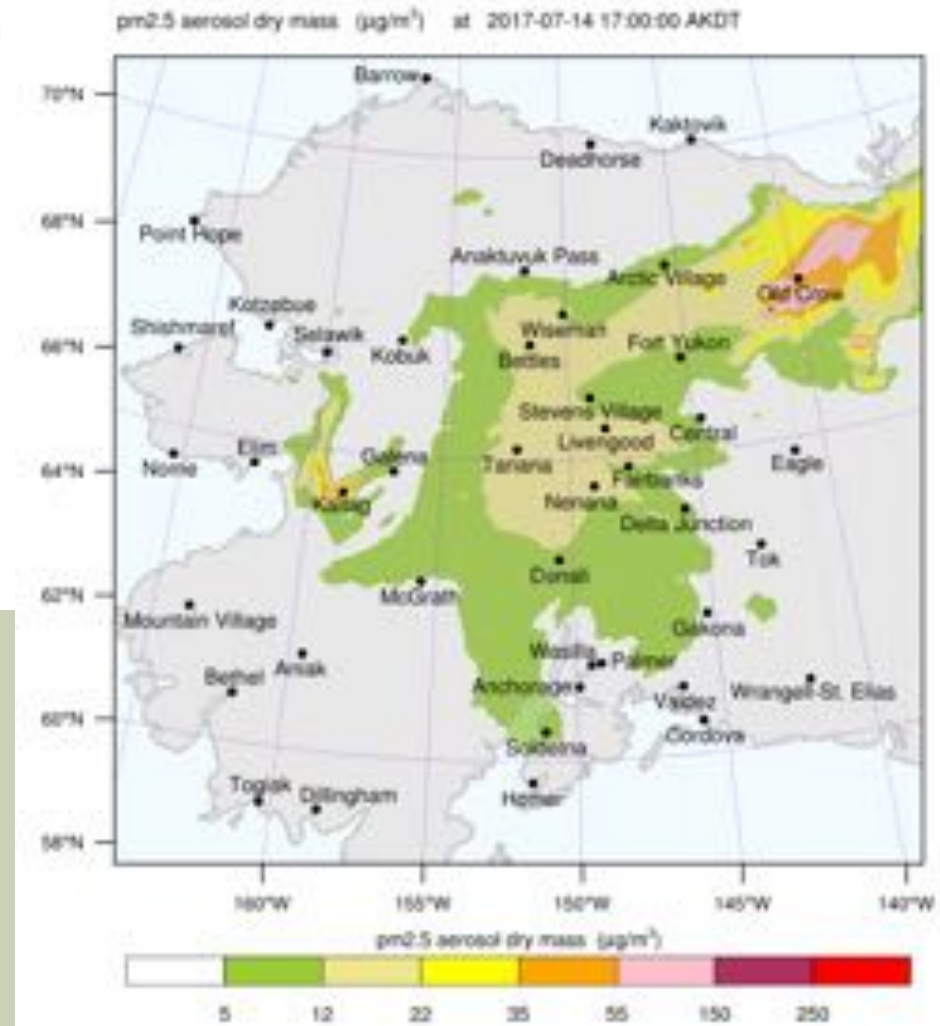 pm2.5 aerosol dry mass (µg/m³) at 2017-07-14 17:00:00 AKDT
Barrow
70°N
Kaktovik
Deadhorse
68°N
Point Hope
Anaktuvuk Pass
Arctic Village
Old Crow
Kotzebue
Shishmaref
Selawik
Wiseman
66°N
Kobuk
Bettles
Fort Yukon
Stevens Village
Central
Elim
Livengood
64°N
Nome
Galena
Tanana
Eagle
Fairbanks
Kaltag
Nenana
Delta Junction
Tok
Denali
62°N
McGrath
Mountain Village
Gakona
Wasilla
Palmer
Aniak
Bethel
Anchorage
Wrangell-St. Elias
Valdez
60°N
Cordova
Soldotna
Togiak
Dillingham
Homer
58°N
160°W 155°W 150°W 145°W 140°W
pm2.5 aerosol dry mass (µg/m³)
5 12 22 35 55 150 250